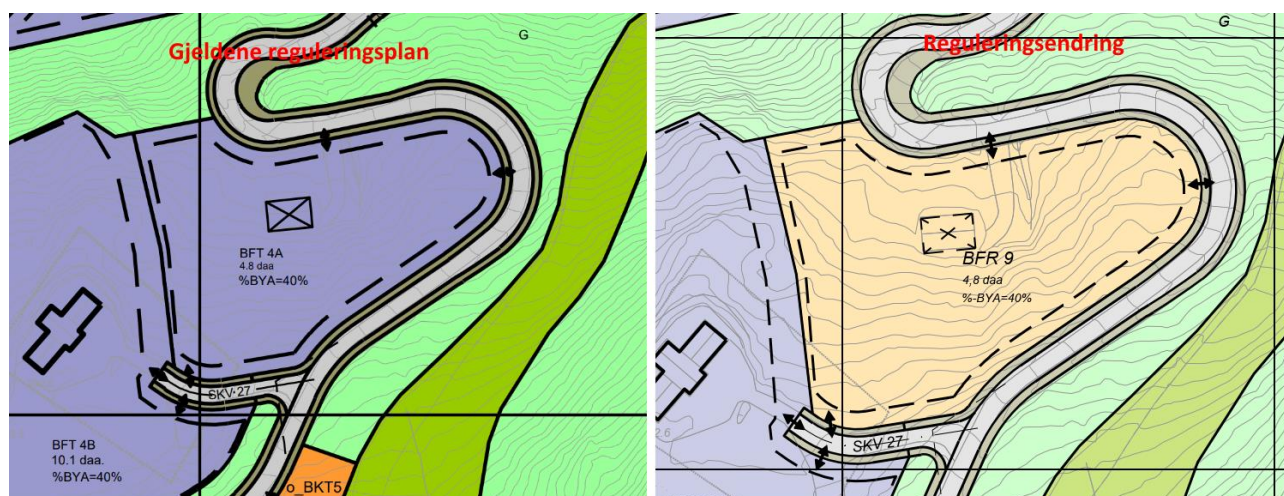 Gjeldene reguleringsplan
G
BFT 4A
4.8 daa
%BYA=40%
SKV 27
BFT 4B
10.1 daa.
%BYA=40%
o_BKT5
Reguleringsendring
G
BFR 9
4,8 daa
%-BYA=40%
SKV 27